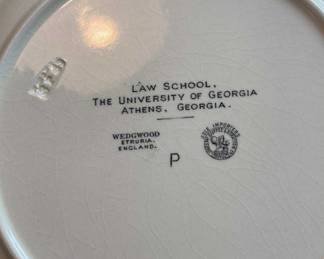 LAW SCHOOL,
THE UNIVERSITY OF GEORGIA
ATHENS, GEORGIA.
WEDGWOOD
ETRURIA,
ENGLAND.
P